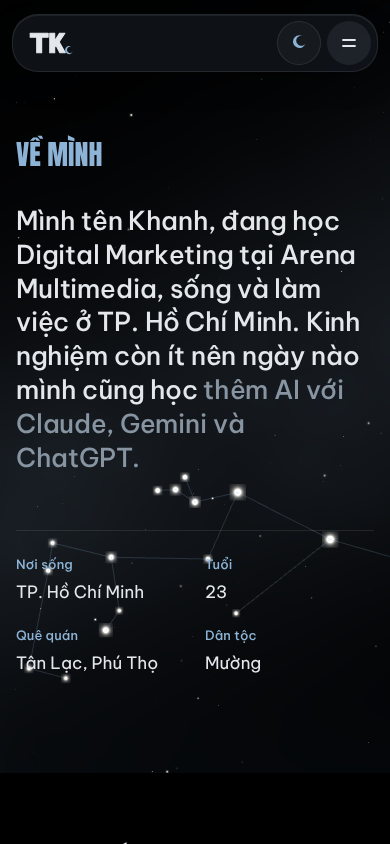 TK
VỀ MÌNH
Mình tên Khanh, đang học
Digital Marketing tại Arena
Multimedia, sống và làm
việc ở TP. Hồ Chí Minh. Kinh
nghiệm còn ít nên ngày nào
mình cũng học thêm AI với
Claude, Gemini và
ChatGPT.
Nơi sống
Tuổi
TP. Hồ Chí Minh
23
Quê quán
Dân tộc
Tân Lạc, Phú Thọ
Mường